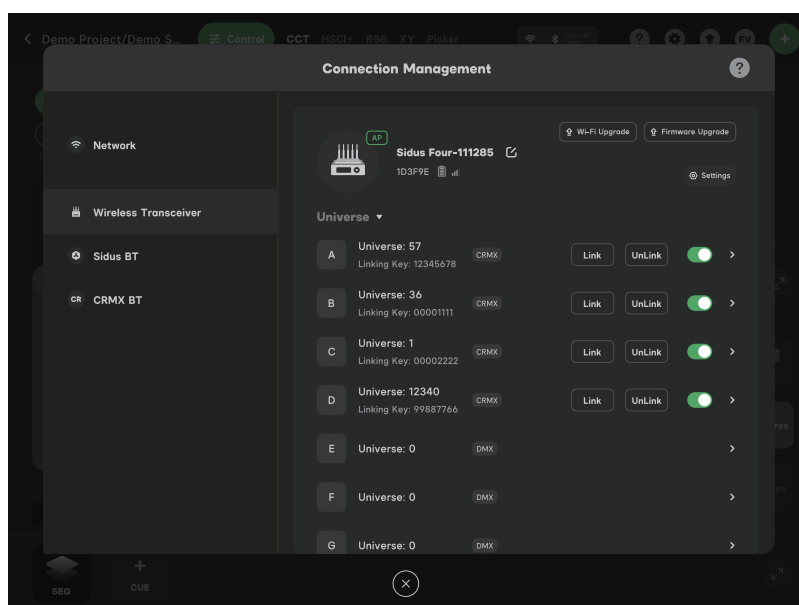 Demo Project/Demo S...
Control
CCT HSCI+ RGB XY Picker
FV
Connection Management
?
Network
Wireless Transceiver
Sidus BT
CR CRMX BT
AP
Sidus Four-111285
1D3F9E
Wi-Fi Upgrade
Firmware Upgrade
Settings
Universe
A Universe: 57 CRMX Link UnLink
Linking Key: 12345678
B Universe: 36 CRMX Link UnLink
Linking Key: 00001111
C Universe: 1 CRMX Link UnLink
Linking Key: 00002222
D Universe: 12340 CRMX Link UnLink
Linking Key: 99887766
E Universe: 0 DMX
F Universe: 0 DMX
G Universe: 0 DMX
SEQ
CUE